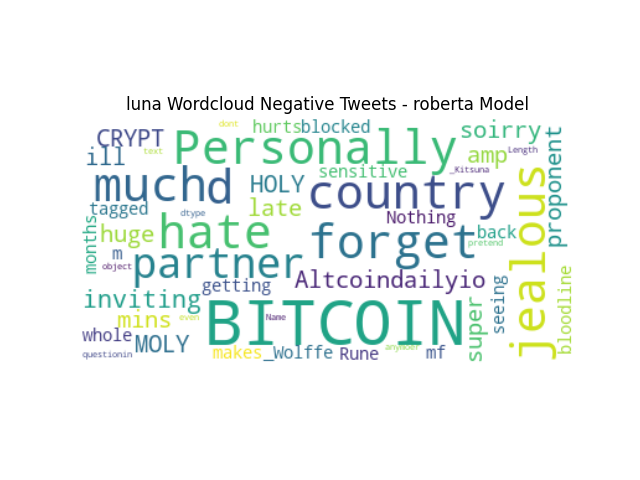 luna Wordcloud Negative Tweets - roberta Model
dont
hurts blocked
CRYPT Personally soirry
text
ill amp Length
muchd HOLY sensitive _Kitsuna
country jealous proponent
tagged dtype late Nothing
months huge hate forget back
m pretend
object partner
getting Altcoindailyio
inviting BITCOIN super seeing bloodline
mins even Name
whole MOLY
questionin makes _Wolffe Rune mf